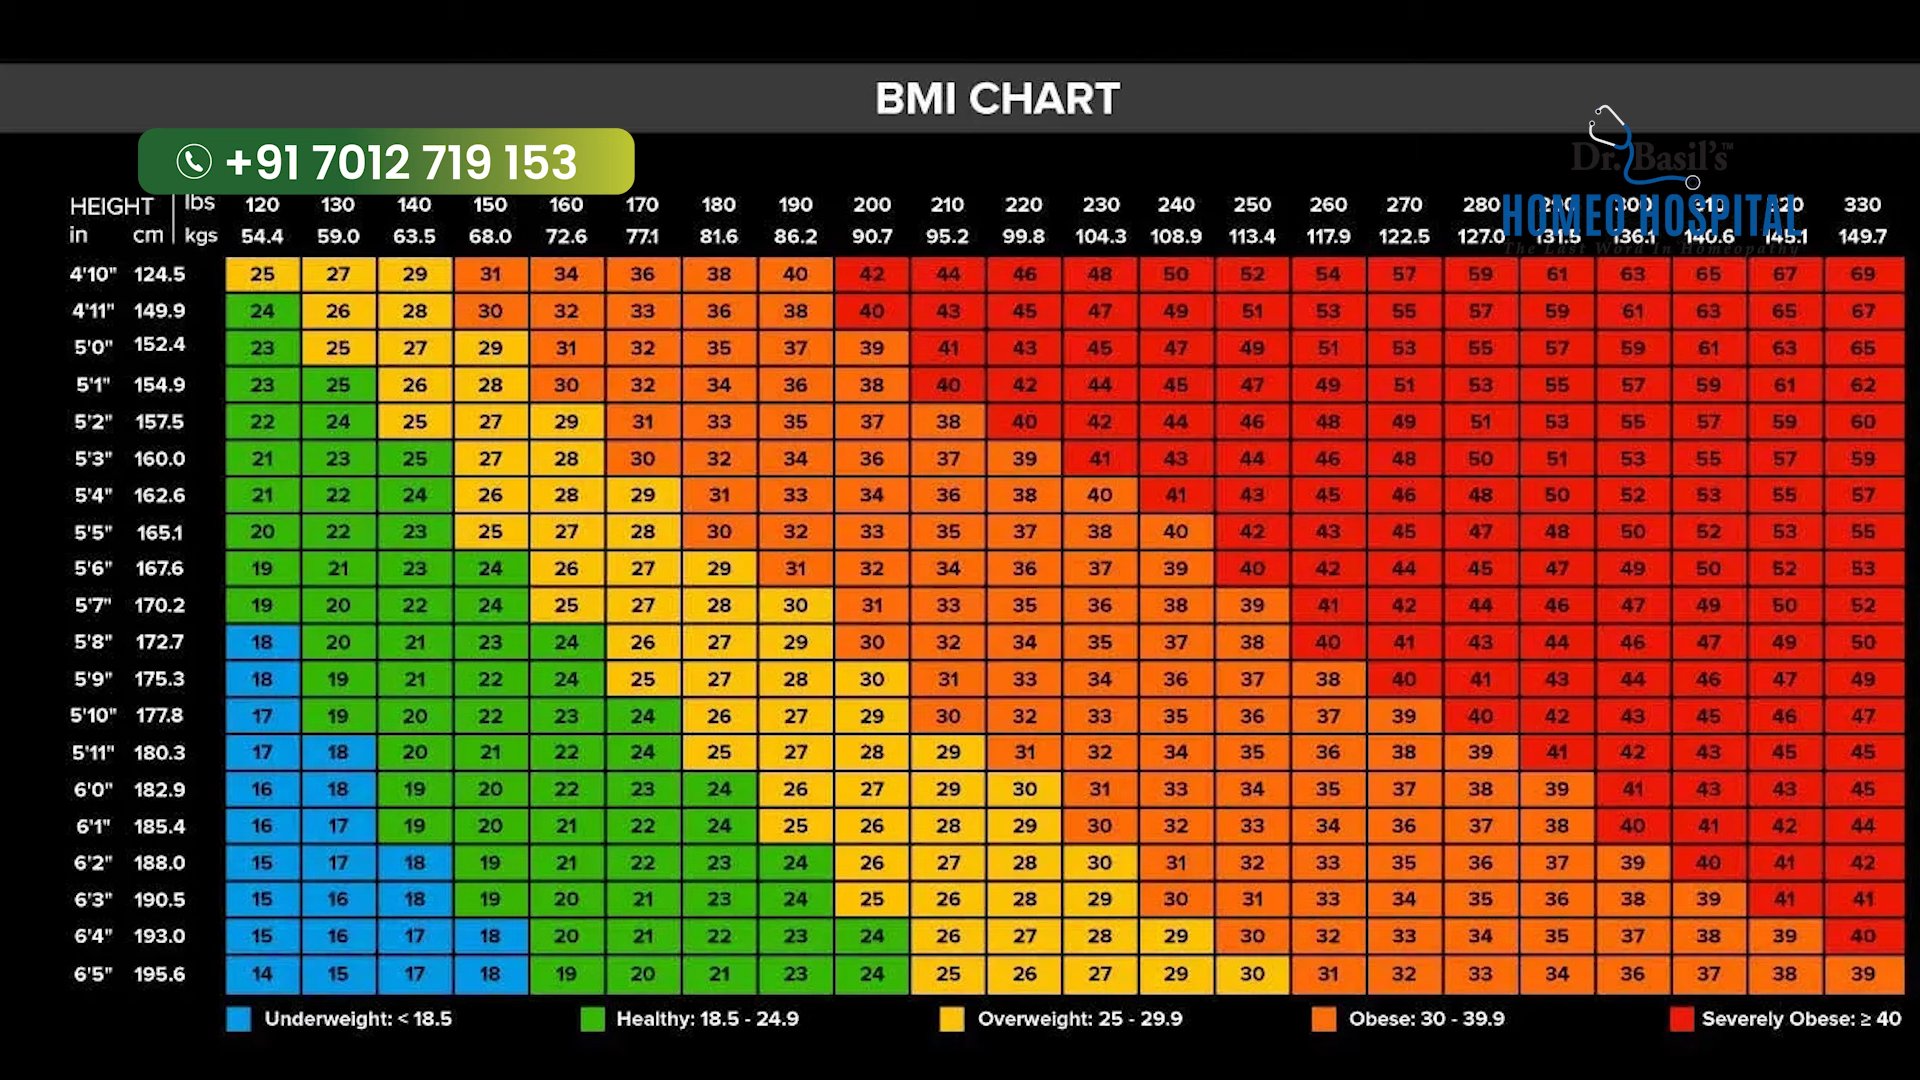 BMI CHART
+91 7012 719 153
Dr. Basil's™
HOMEO HOSPITAL
The Last Word In Homeopathy
HEIGHT lbs 120 130 140 150 160 170 180 190 200 210 220 230 240 250 260 270 280 290 300 310 320 330
in cm kgs 54.4 59.0 63.5 68.0 72.6 77.1 81.6 86.2 90.7 95.2 99.8 104.3 108.9 113.4 117.9 122.5 127.0 131.5 136.1 140.6 145.1 149.7
4'10" 124.5 25 27 29 31 34 36 38 40 42 44 46 48 50 52 54 57 59 61 63 65 67 69
4'11" 149.9 24 26 28 30 32 33 36 38 40 43 45 47 49 51 53 55 57 59 61 63 65 67
5'0" 152.4 23 25 27 29 31 32 35 37 39 41 43 45 47 49 51 53 55 57 59 61 63 65
5'1" 154.9 23 25 26 28 30 32 34 36 38 40 42 44 45 47 49 51 53 55 57 59 61 62
5'2" 157.5 22 24 25 27 29 31 33 35 37 38 40 42 44 46 48 49 51 53 55 57 59 60
5'3" 160.0 21 23 25 27 28 30 32 34 36 37 39 41 43 44 46 48 50 51 53 55 57 59
5'4" 162.6 21 22 24 26 28 29 31 33 34 36 38 40 41 43 45 46 48 50 52 53 55 57
5'5" 165.1 20 22 23 25 27 28 30 32 33 35 37 38 40 42 43 45 47 48 50 52 53 55
5'6" 167.6 19 21 23 24 26 27 29 31 32 34 36 37 39 40 42 44 45 47 49 50 52 53
5'7" 170.2 19 20 22 24 25 27 28 30 31 33 35 36 38 39 41 42 44 46 47 49 50 52
5'8" 172.7 18 20 21 23 24 26 27 29 30 32 34 35 37 38 40 41 43 44 46 47 49 50
5'9" 175.3 18 19 21 22 24 25 27 28 30 31 33 34 36 37 38 40 41 43 44 46 47 49
5'10" 177.8 17 19 20 22 23 24 26 27 29 30 32 33 35 36 37 39 40 42 43 45 46 47
5'11" 180.3 17 18 20 21 22 24 25 27 28 29 31 32 34 35 36 38 39 41 42 43 45 45
6'0" 182.9 16 18 19 20 22 23 24 26 27 29 30 31 33 34 35 37 38 39 41 43 43 45
6'1" 185.4 16 17 19 20 21 22 24 25 26 28 29 30 32 33 34 36 37 38 40 41 42 44
6'2" 188.0 15 17 18 19 21 22 23 24 26 27 28 30 31 32 33 35 36 37 39 40 41 42
6'3" 190.5 15 16 18 19 20 21 23 24 25 26 28 29 30 31 33 34 35 36 38 39 41 41
6'4" 193.0 15 16 17 18 20 21 22 23 24 26 27 28 29 30 32 33 34 35 37 38 39 40
6'5" 195.6 14 15 17 18 19 20 21 23 24 25 26 27 29 30 31 32 33 34 36 37 38 39
Underweight: < 18.5 Healthy: 18.5 - 24.9 Overweight: 25 - 29.9 Obese: 30 - 39.9 Severely Obese: ≥ 40